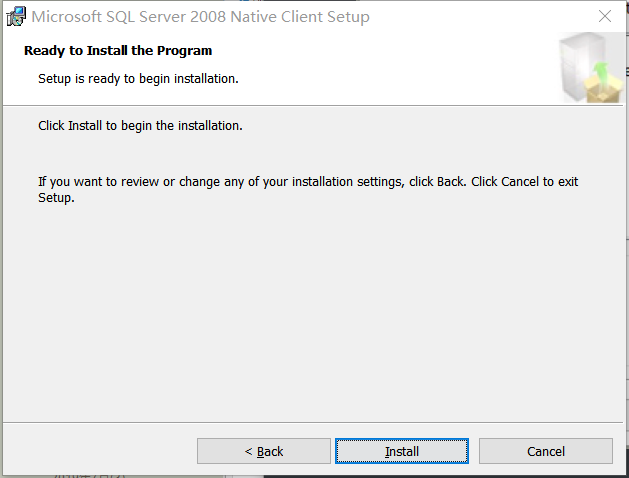 Microsoft SQL Server 2008 Native Client Setup
Ready to Install the Program
Setup is ready to begin installation.
Click Install to begin the installation.
If you want to review or change any of your installation settings, click Back. Click Cancel to exit
Setup.
< Back
Install
Cancel